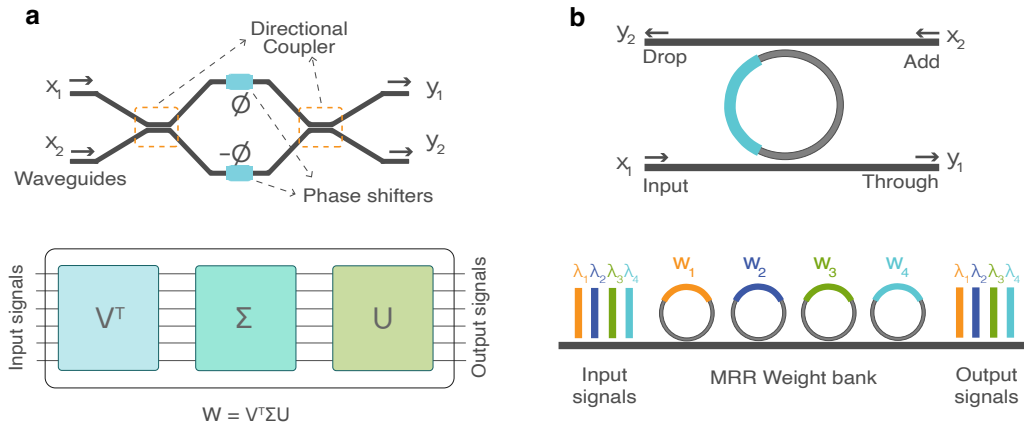 a
Directional
Coupler
x₁
y₁
∅
x₂
-∅
y₂
Waveguides
Phase shifters
Input signals
Vᵀ
Σ
U
Output signals
W = VᵀΣU
b
y₂
x₂
Drop
Add
x₁
y₁
Input
Through
λ₁ λ₂ λ₃ λ₄
w₁
w₂
w₃
w₄
λ₁ λ₂ λ₃ λ₄
Input
signals
MRR Weight bank
Output
signals